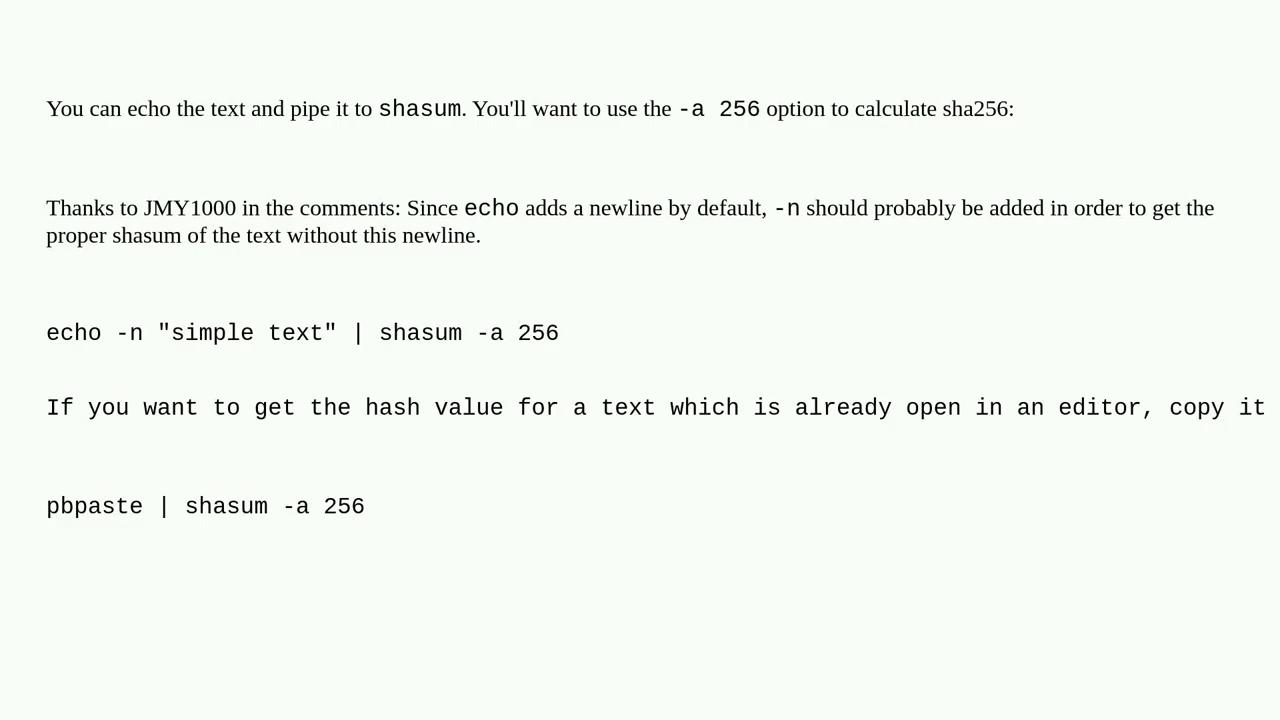 You can echo the text and pipe it to shasum. You'll want to use the -a 256 option to calculate sha256:
Thanks to JMY1000 in the comments: Since echo adds a newline by default, -n should probably be added in order to get the
proper shasum of the text without this newline.
echo -n "simple text" | shasum -a 256
If you want to get the hash value for a text which is already open in an editor, copy it
pbpaste | shasum -a 256